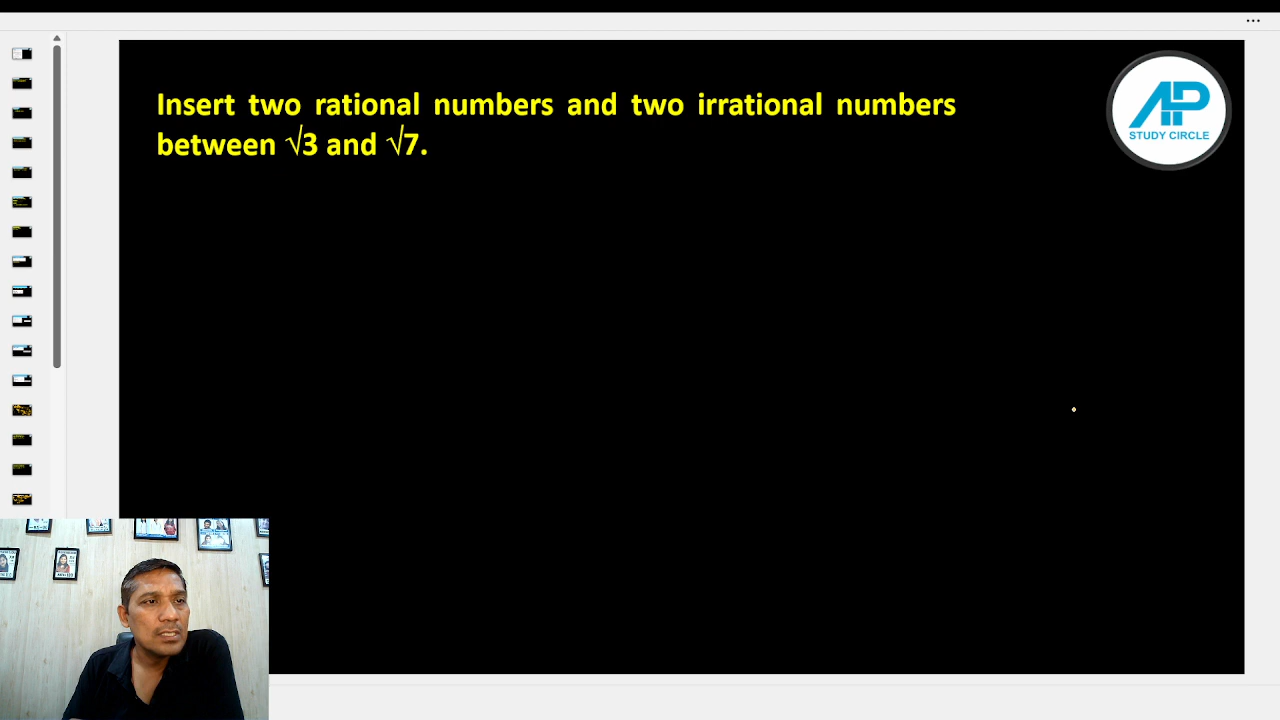 Insert two rational numbers and two irrational numbers
between √3 and √7.
AP
STUDY CIRCLE